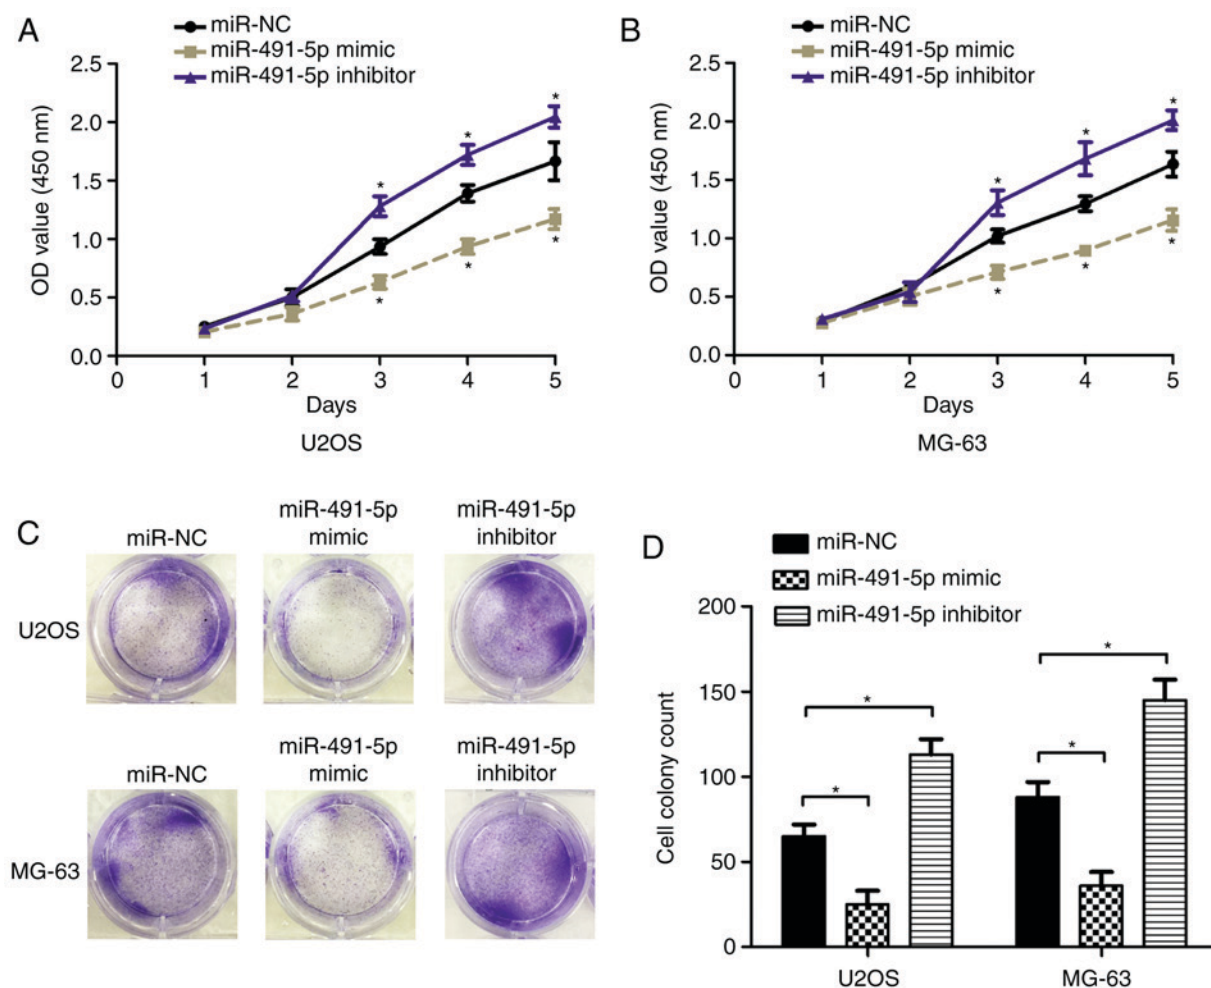 A
miR-NC
miR-491-5p mimic
miR-491-5p inhibitor
2.5
2.0
1.5
1.0
0.5
0.0
OD value (450 nm)
*
*
*
*
*
*
0
1
2
3
4
5
Days
U2OS
B
miR-NC
miR-491-5p mimic
miR-491-5p inhibitor
2.5
2.0
1.5
1.0
0.5
0.0
OD value (450 nm)
*
*
*
*
*
*
0
1
2
3
4
5
Days
MG-63
C
miR-NC
miR-491-5p
mimic
miR-491-5p
inhibitor
U2OS
miR-NC
miR-491-5p
mimic
miR-491-5p
inhibitor
MG-63
D
miR-NC
miR-491-5p mimic
miR-491-5p inhibitor
200
150
100
50
0
Cell colony count
*
*
*
*
U2OS
MG-63